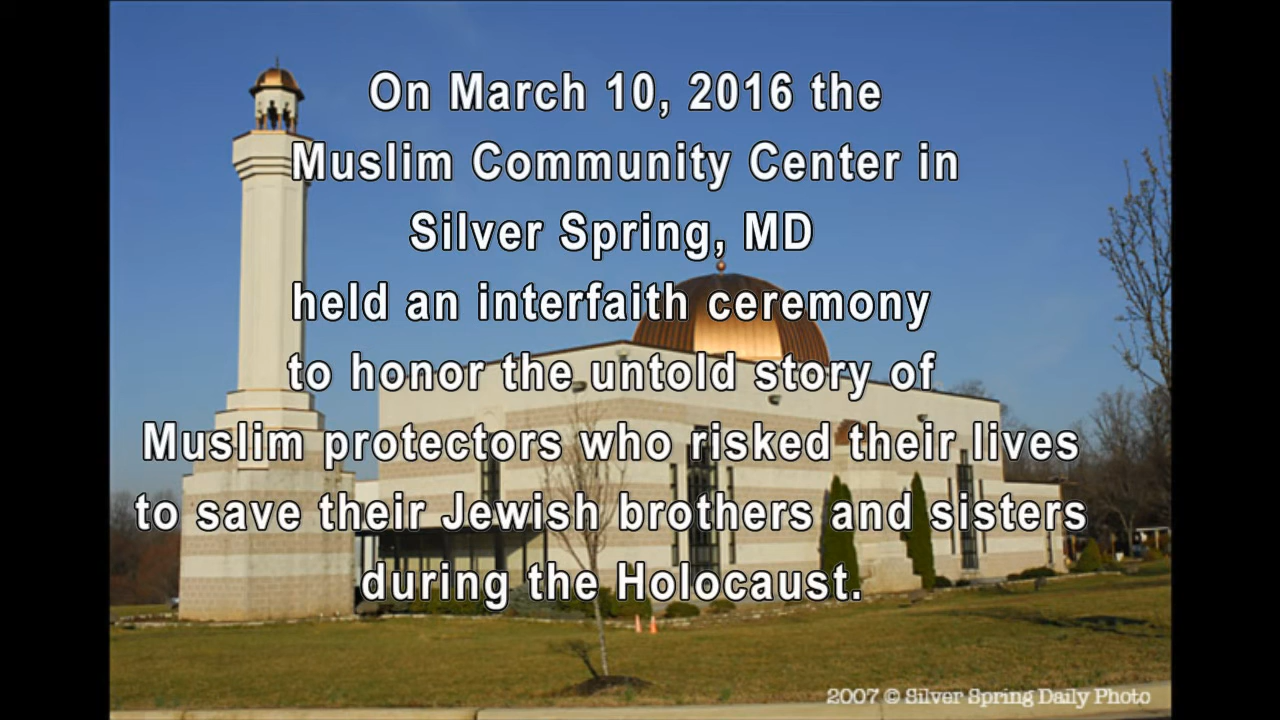 On March 10, 2016 the
Muslim Community Center in
Silver Spring, MD
held an interfaith ceremony
to honor the untold story of
Muslim protectors who risked their lives
to save their Jewish brothers and sisters
during the Holocaust.
2007 © Silver Spring Daily Photo